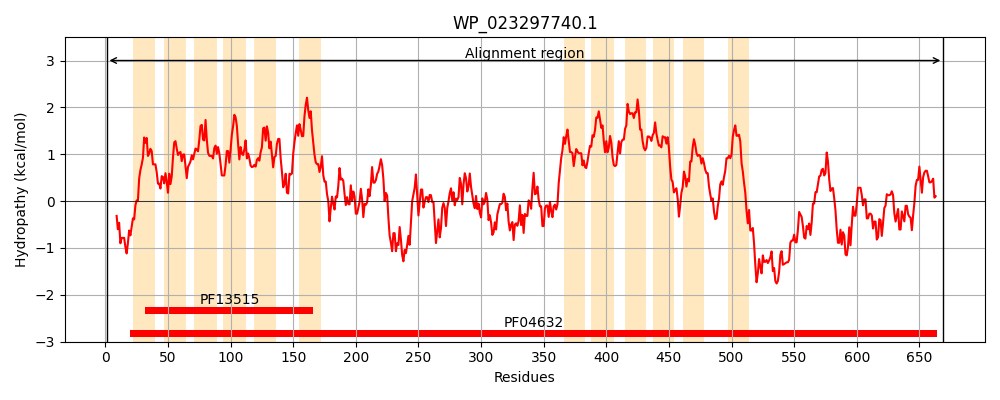 WP_023297740.1
Alignment region
Hydropathy (kcal/mol)
3
2
1
0
−1
−2
−3
PF13515
PF04632
0 50 100 150 200 250 300 350 400 450 500 550 600 650
Residues